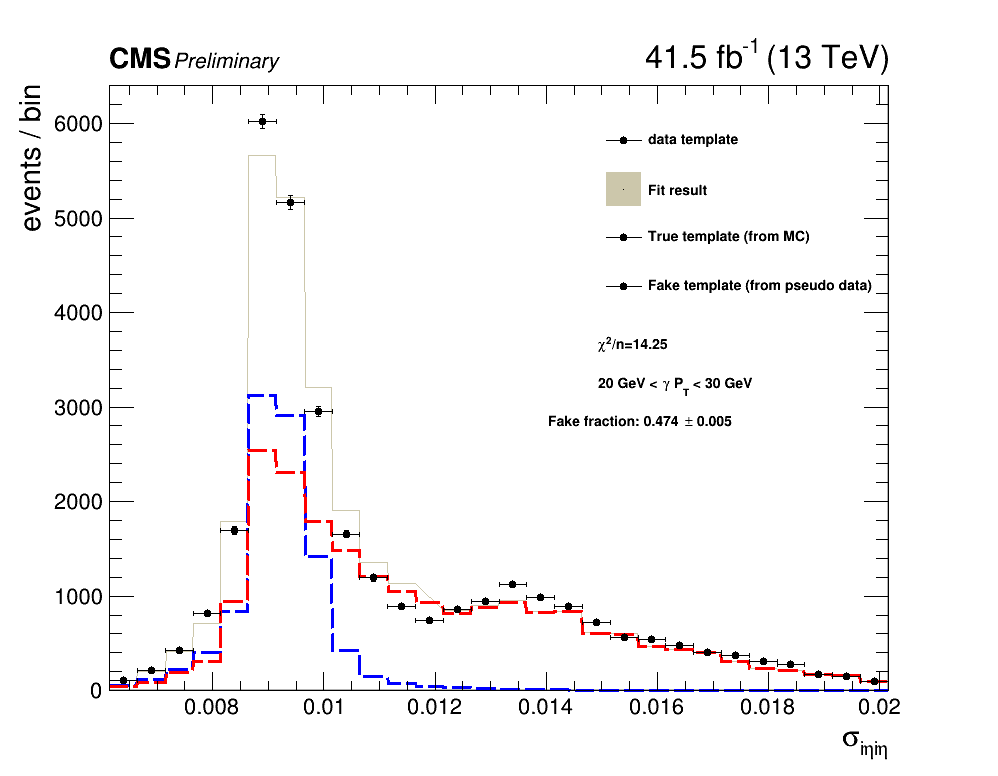 CMS Preliminary 41.5 fb⁻¹ (13 TeV)
events / bin
6000
5000
4000
3000
2000
1000
0
data template
Fit result
True template (from MC)
Fake template (from pseudo data)
χ²/n=14.25
20 GeV < γ P_T < 30 GeV
Fake fraction: 0.474 ± 0.005
0.008 0.01 0.012 0.014 0.016 0.018 0.02
σ_iηiη